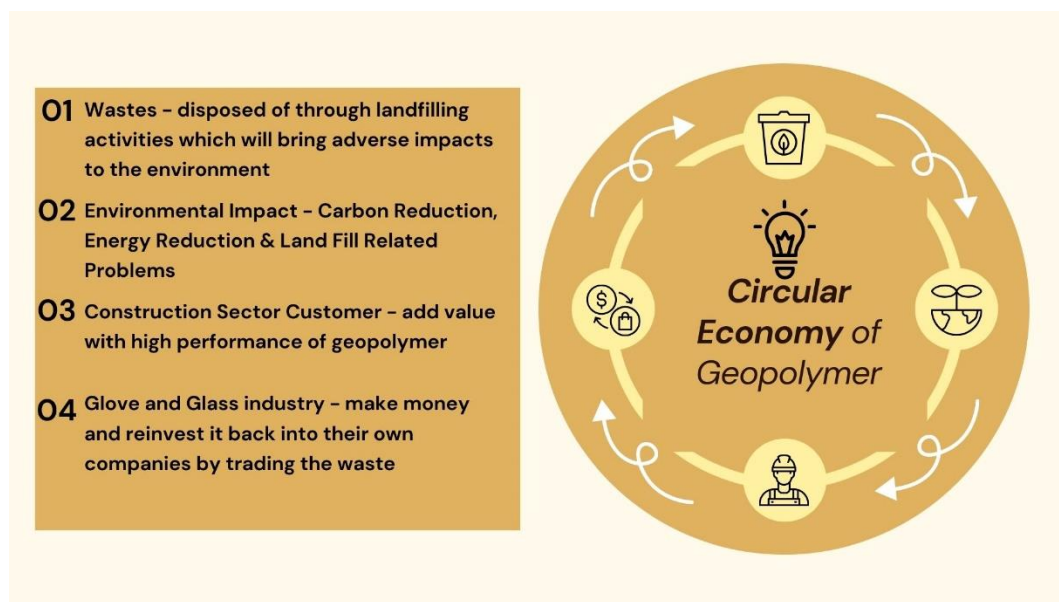 01 Wastes – disposed of through landfilling
activities which will bring adverse impacts
to the environment
02 Environmental Impact – Carbon Reduction,
Energy Reduction & Land Fill Related
Problems
03 Construction Sector Customer – add value
with high performance of geopolymer
04 Glove and Glass industry – make money
and reinvest it back into their own
companies by trading the waste
$
Circular
Economy of
Geopolymer